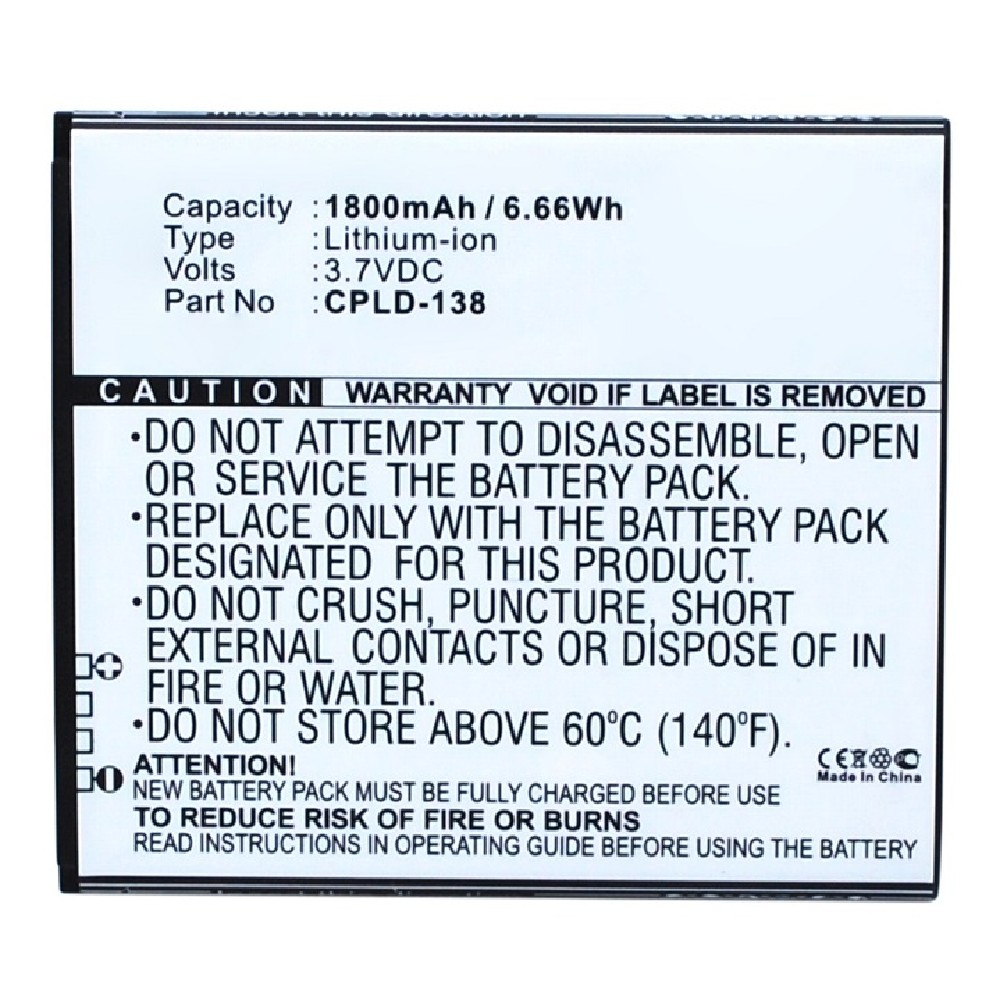 Insert this direction
Capacity : 1800mAh / 6.66Wh
Type : Lithium-ion
Volts : 3.7VDC
Part No : CPLD-138
CAUTION WARRANTY VOID IF LABEL IS REMOVED
•DO NOT ATTEMPT TO DISASSEMBLE, OPEN
OR SERVICE THE BATTERY PACK.
•REPLACE ONLY WITH THE BATTERY PACK
DESIGNATED FOR THIS PRODUCT.
•DO NOT CRUSH, PUNCTURE, SHORT
EXTERNAL CONTACTS OR DISPOSE OF IN
FIRE OR WATER.
•DO NOT STORE ABOVE 60°C (140°F).
CE
Made In China
ATTENTION!
NEW BATTERY PACK MUST BE FULLY CHARGED BEFORE USE
TO REDUCE RISK OF FIRE OR BURNS
READ INSTRUCTIONS IN OPERATING GUIDE BEFORE USING THE BATTERY